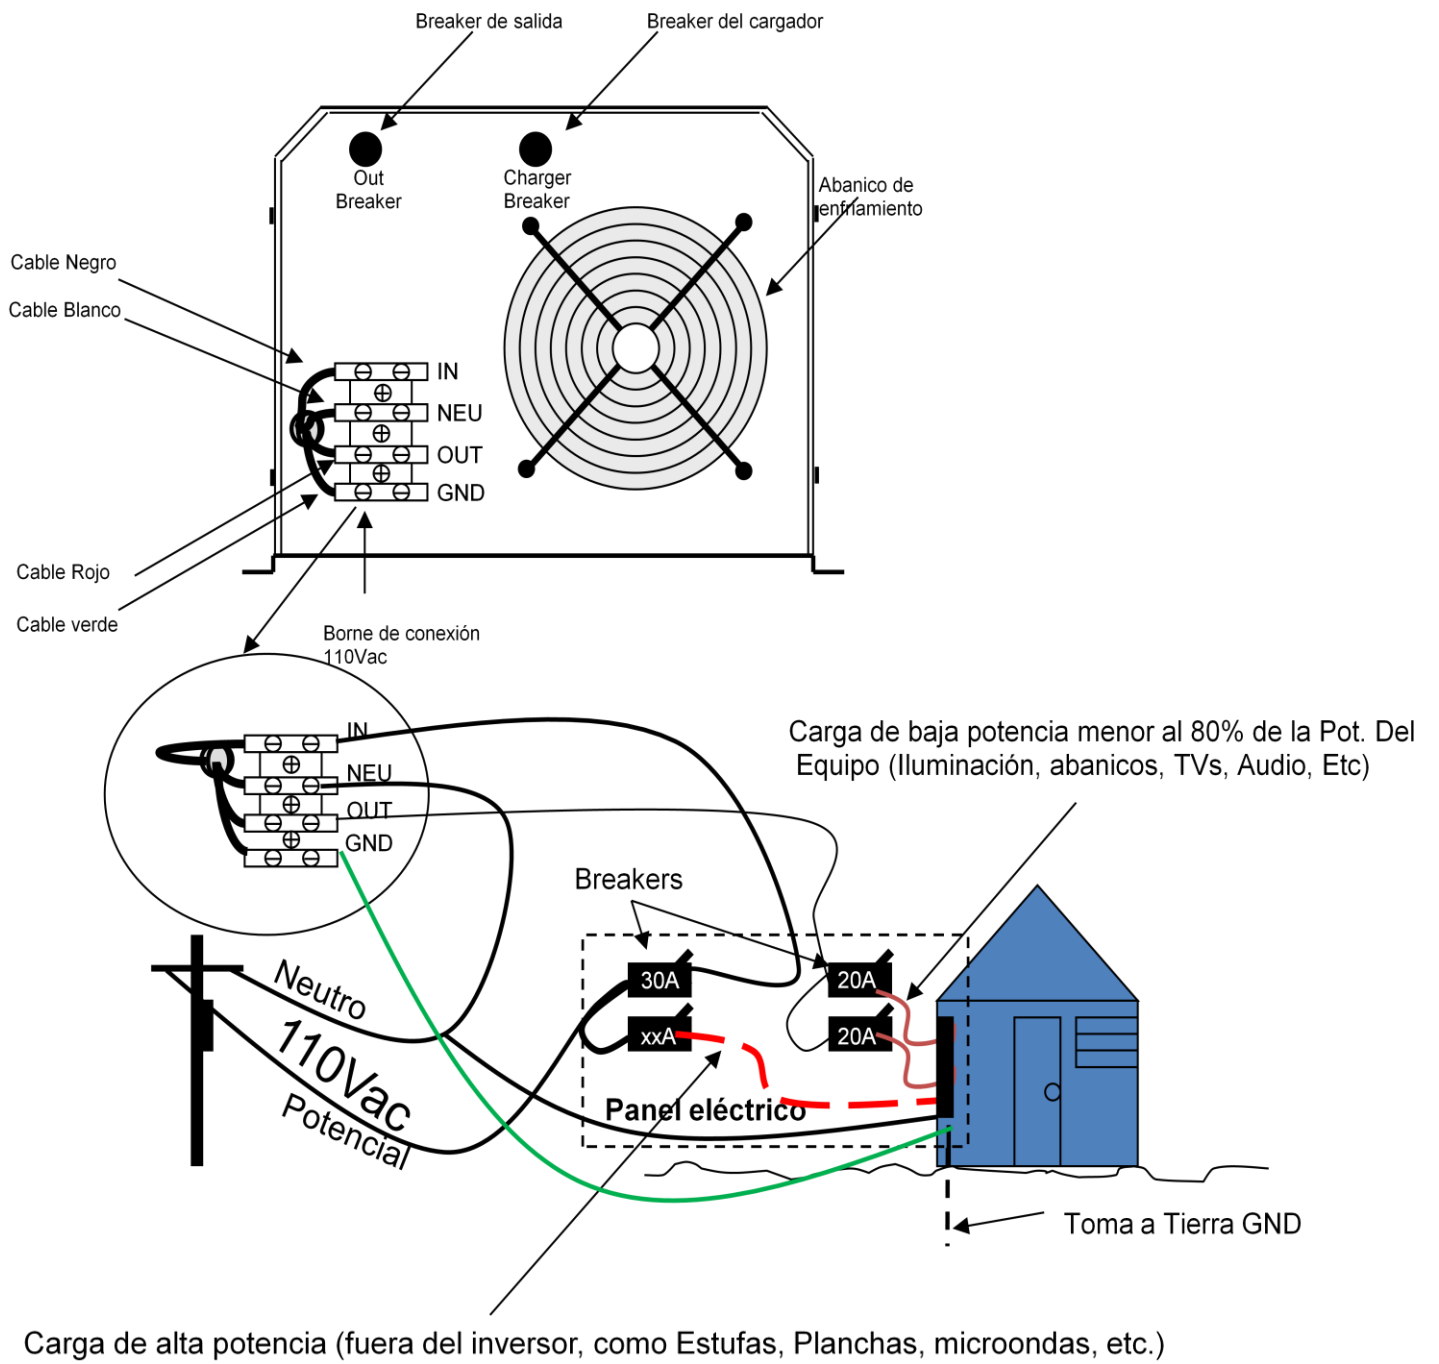 Breaker de salida
Breaker del cargador
Out
Breaker
Charger
Breaker
Abanico de
enfriamiento
Cable Negro
Cable Blanco
IN
NEU
OUT
GND
Cable Rojo
Cable verde
Borne de conexión
110Vac
IN
NEU
OUT
GND
Carga de baja potencia menor al 80% de la Pot. Del
Equipo (Iluminación, abanicos, TVs, Audio, Etc)
Breakers
30A
20A
xxA
20A
Neutro
110Vac
Potencial
Panel eléctrico
Toma a Tierra GND
Carga de alta potencia (fuera del inversor, como Estufas, Planchas, microondas, etc.)